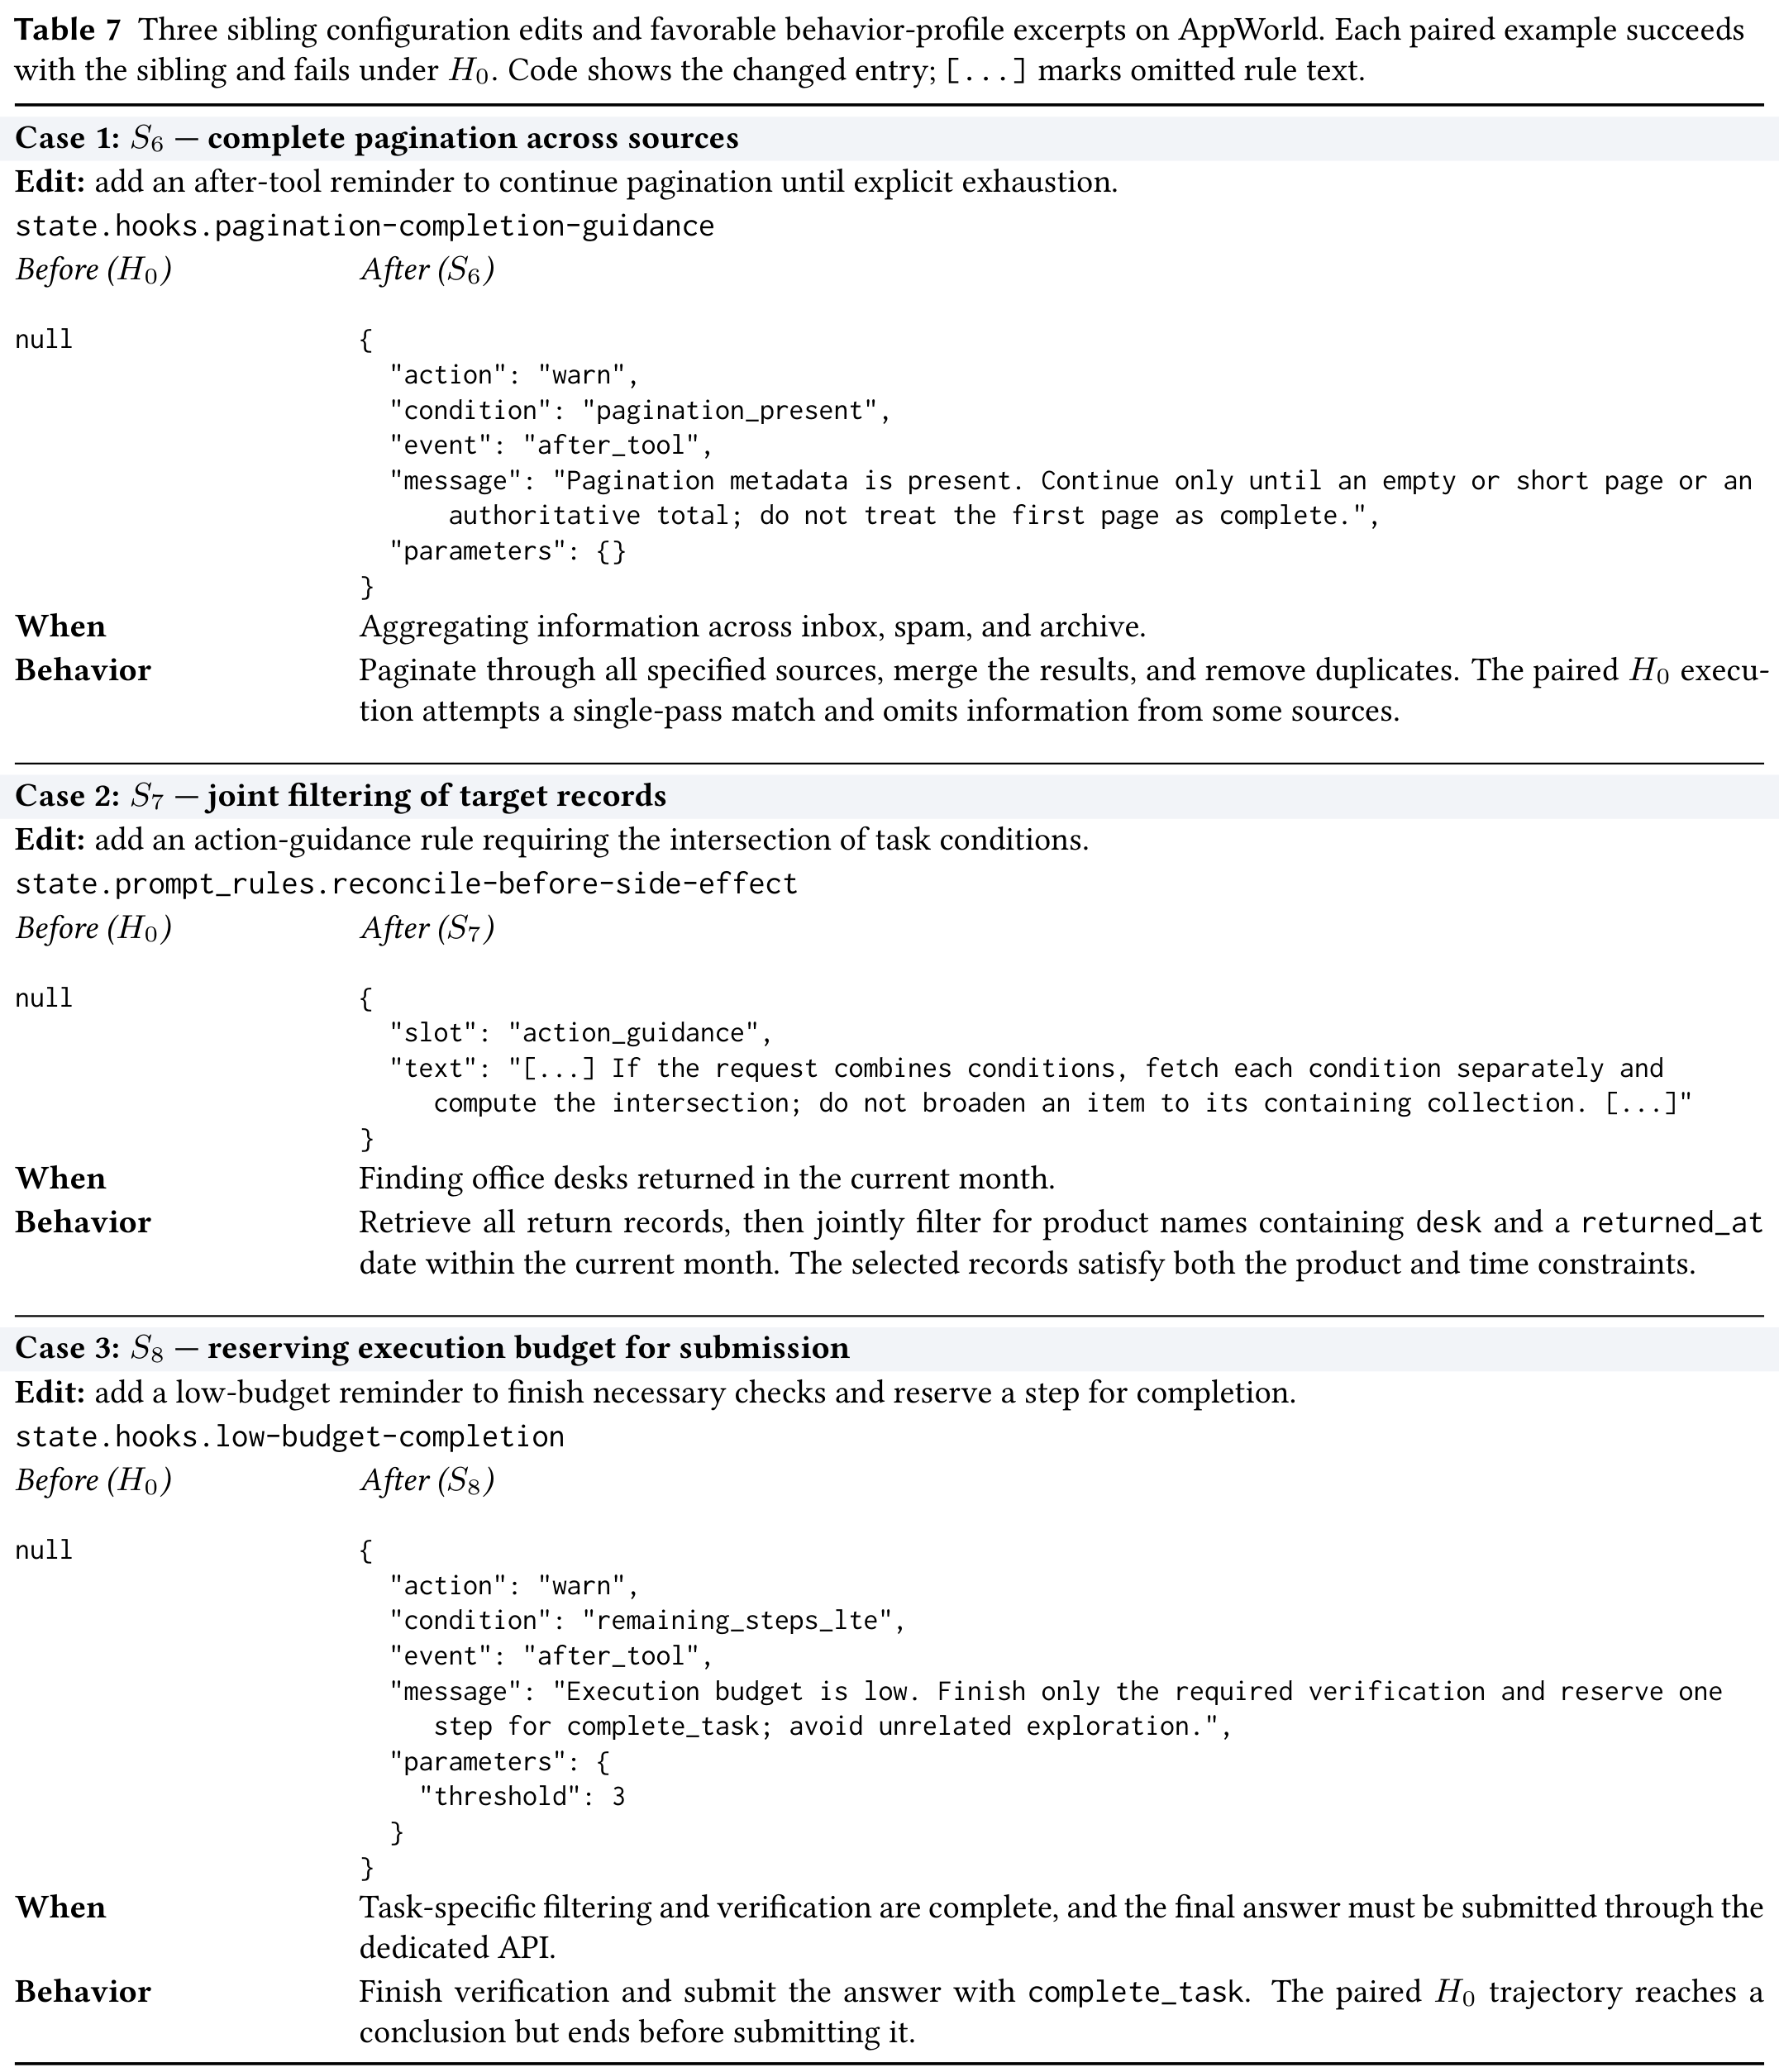 Table 7 Three sibling configuration edits and favorable behavior-profile excerpts on AppWorld. Each paired example succeeds
with the sibling and fails under H₀. Code shows the changed entry; [...] marks omitted rule text.
Case 1: S₆ — complete pagination across sources
Edit: add an after-tool reminder to continue pagination until explicit exhaustion.
state.hooks.pagination-completion-guidance
Before (H₀) After (S₆)
null {
"action": "warn",
"condition": "pagination_present",
"event": "after_tool",
"message": "Pagination metadata is present. Continue only until an empty or short page or an
authoritative total; do not treat the first page as complete.",
"parameters": {}
}
When Aggregating information across inbox, spam, and archive.
Behavior Paginate through all specified sources, merge the results, and remove duplicates. The paired H₀ execu-
tion attempts a single-pass match and omits information from some sources.
Case 2: S₇ — joint filtering of target records
Edit: add an action-guidance rule requiring the intersection of task conditions.
state.prompt_rules.reconcile-before-side-effect
Before (H₀) After (S₇)
null {
"slot": "action_guidance",
"text": "[...] If the request combines conditions, fetch each condition separately and
compute the intersection; do not broaden an item to its containing collection. [...]"
}
When Finding office desks returned in the current month.
Behavior Retrieve all return records, then jointly filter for product names containing desk and a returned_at
date within the current month. The selected records satisfy both the product and time constraints.
Case 3: S₈ — reserving execution budget for submission
Edit: add a low-budget reminder to finish necessary checks and reserve a step for completion.
state.hooks.low-budget-completion
Before (H₀) After (S₈)
null {
"action": "warn",
"condition": "remaining_steps_lte",
"event": "after_tool",
"message": "Execution budget is low. Finish only the required verification and reserve one
step for complete_task; avoid unrelated exploration.",
"parameters": {
"threshold": 3
}
}
When Task-specific filtering and verification are complete, and the final answer must be submitted through the
dedicated API.
Behavior Finish verification and submit the answer with complete_task. The paired H₀ trajectory reaches a
conclusion but ends before submitting it.